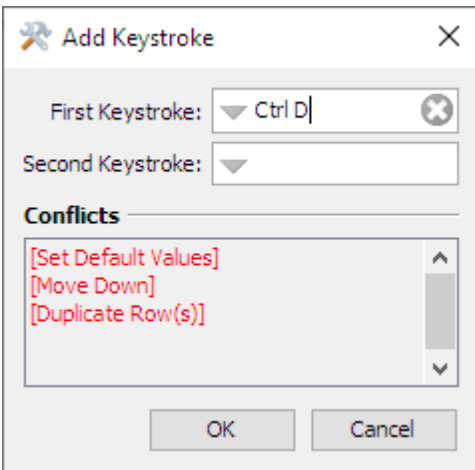 Add Keystroke
First Keystroke: Ctrl D
Second Keystroke:
Conflicts
[Set Default Values]
[Move Down]
[Duplicate Row(s)]
OK Cancel